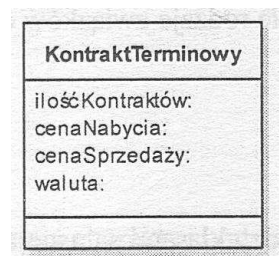 KontraktTerminowy
ilośćKontraktów:
cenaNabycia:
cenaSprzedaży:
waluta: